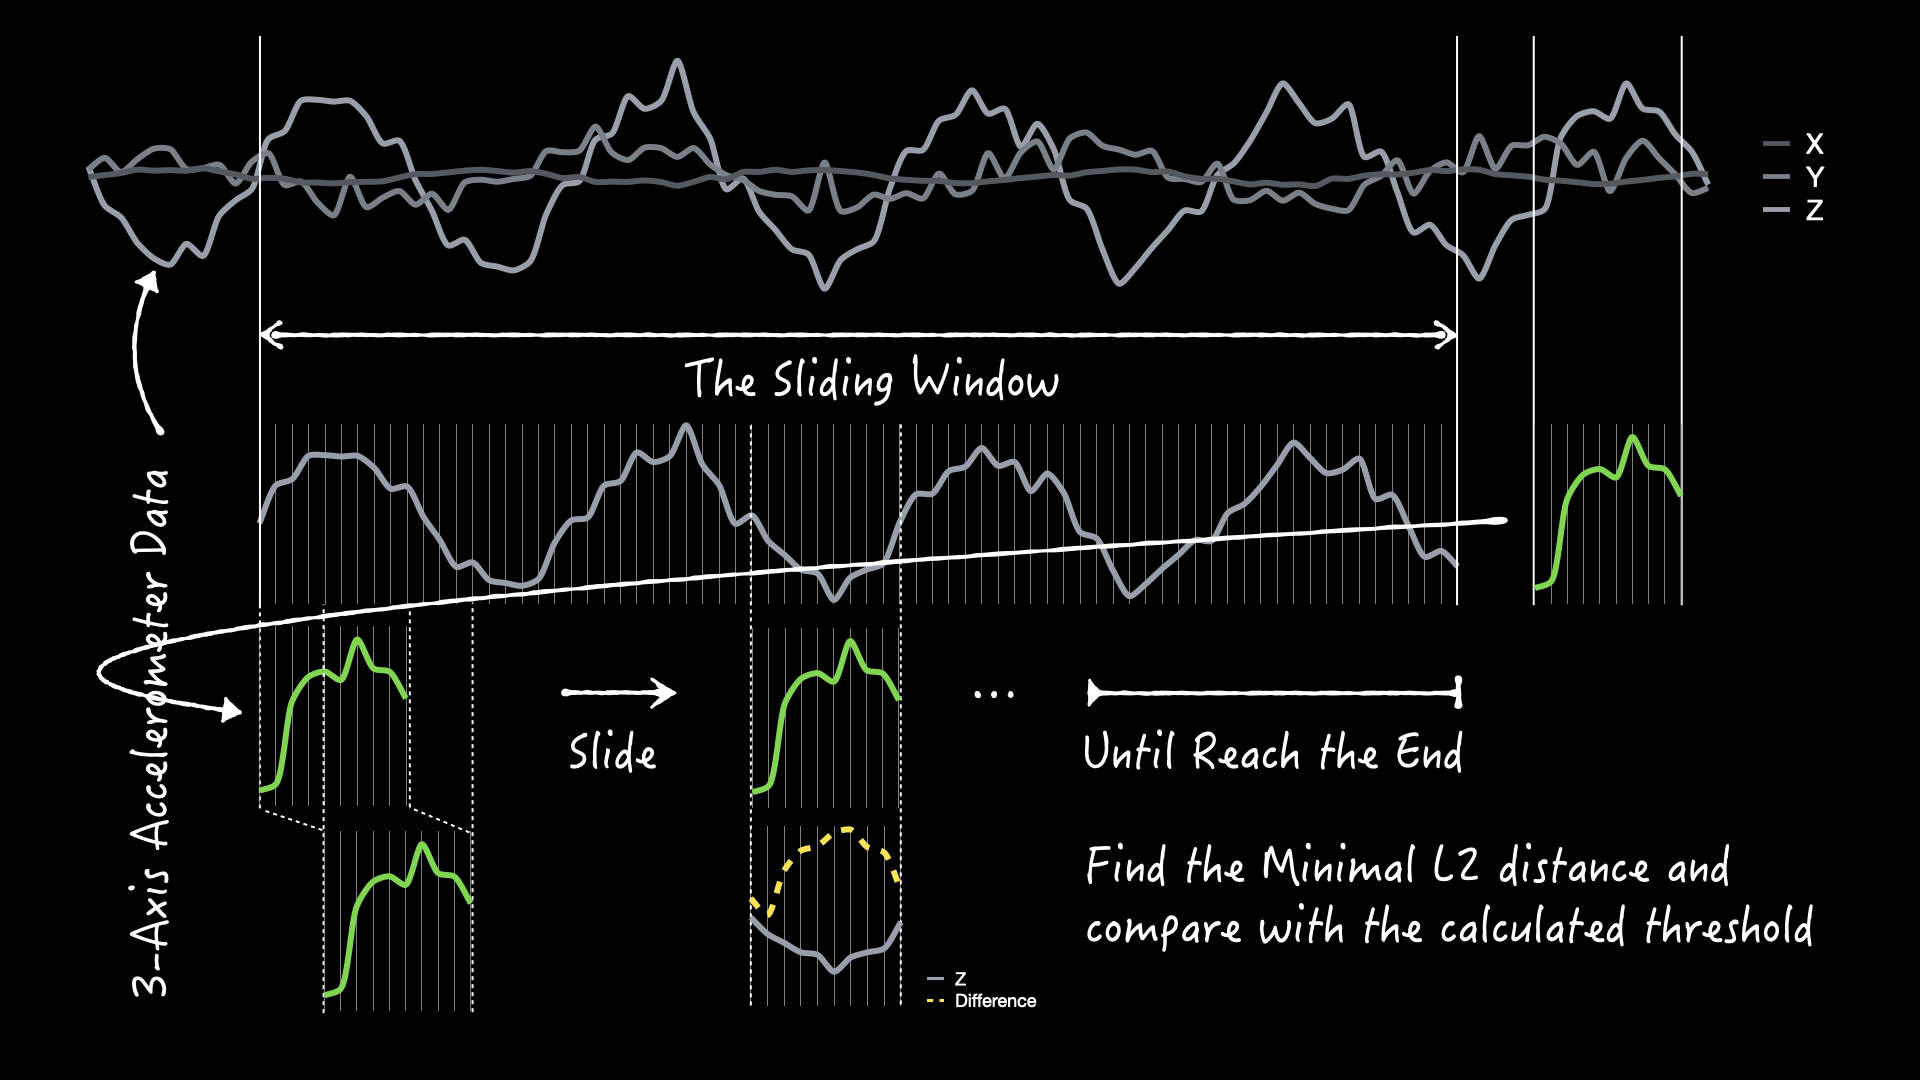 X
Y
Z
The Sliding Window
3-Axis Accelerometer Data
Slide
...
Until Reach the End
Find the Minimal L2 distance and
compare with the calculated threshold
Z
Difference